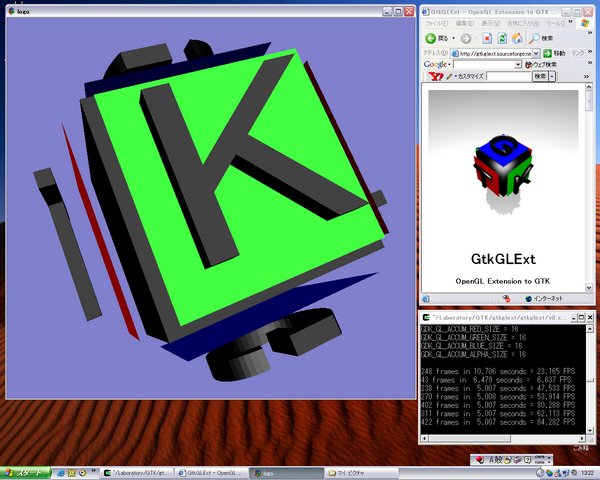 logo
K
GtkGLExt - OpenGL Extension to GTK
ファイル(F) 編集(E) 表示(V) お気に入り(A) ツール(T)
戻る 検索
アドレス(D) http://gtkglext.sourceforge.ne 移動 リンク
Google 検索 ウェブ検索
Y! カスタマイズ 検索
GtkGLExt
OpenGL Extension to GTK
インターネット
~/Laboratory/GTK/gtkglext/gtkglext/v0.x
GDK_GL_ACCUM_RED_SIZE = 16
GDK_GL_ACCUM_GREEN_SIZE = 16
GDK_GL_ACCUM_BLUE_SIZE = 16
GDK_GL_ACCUM_ALPHA_SIZE = 16
248 frames in 10.706 seconds = 23.165 FPS
43 frames in 6.479 seconds = 6.637 FPS
238 frames in 5.007 seconds = 47.533 FPS
270 frames in 5.008 seconds = 53.914 FPS
402 frames in 5.007 seconds = 80.288 FPS
311 frames in 5.007 seconds = 62.113 FPS
422 frames in 5.007 seconds = 84.282 FPS
ごみ箱
A 般
スタート ~/Laboratory/GTK/gt... GtkGLExt - OpenGL ... logo マイ ピクチャ 13:22